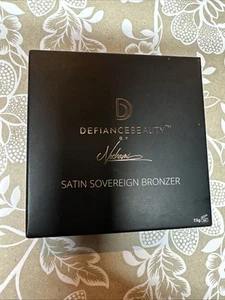 D
DEFIANCEBEAUTY™
BY
SATIN SOVEREIGN BRONZER